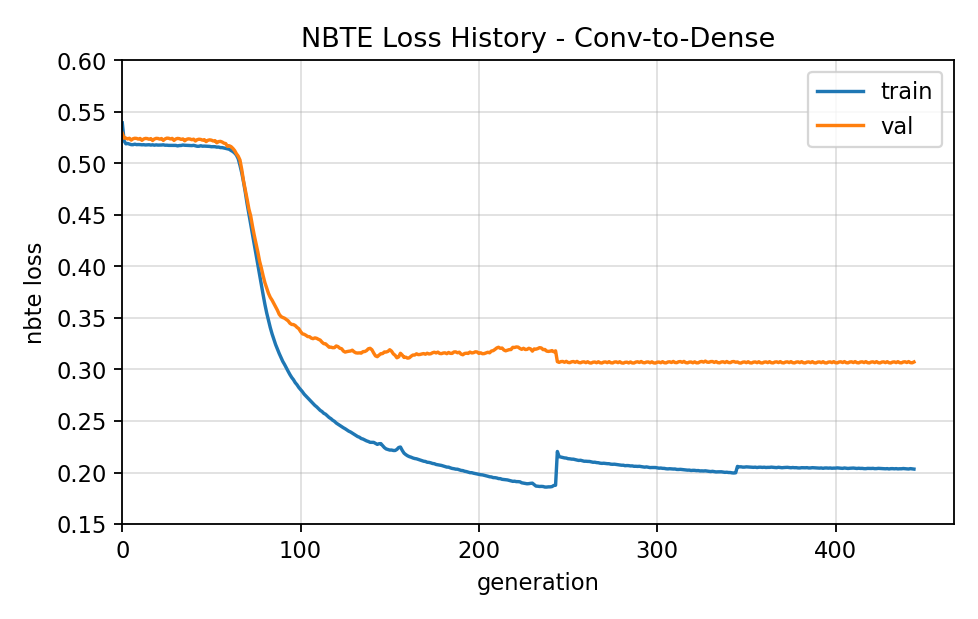 NBTE Loss History - Conv-to-Dense
train
val
0.60
0.55
0.50
0.45
0.40
0.35
0.30
0.25
0.20
0.15
nbte loss
0 100 200 300 400
generation